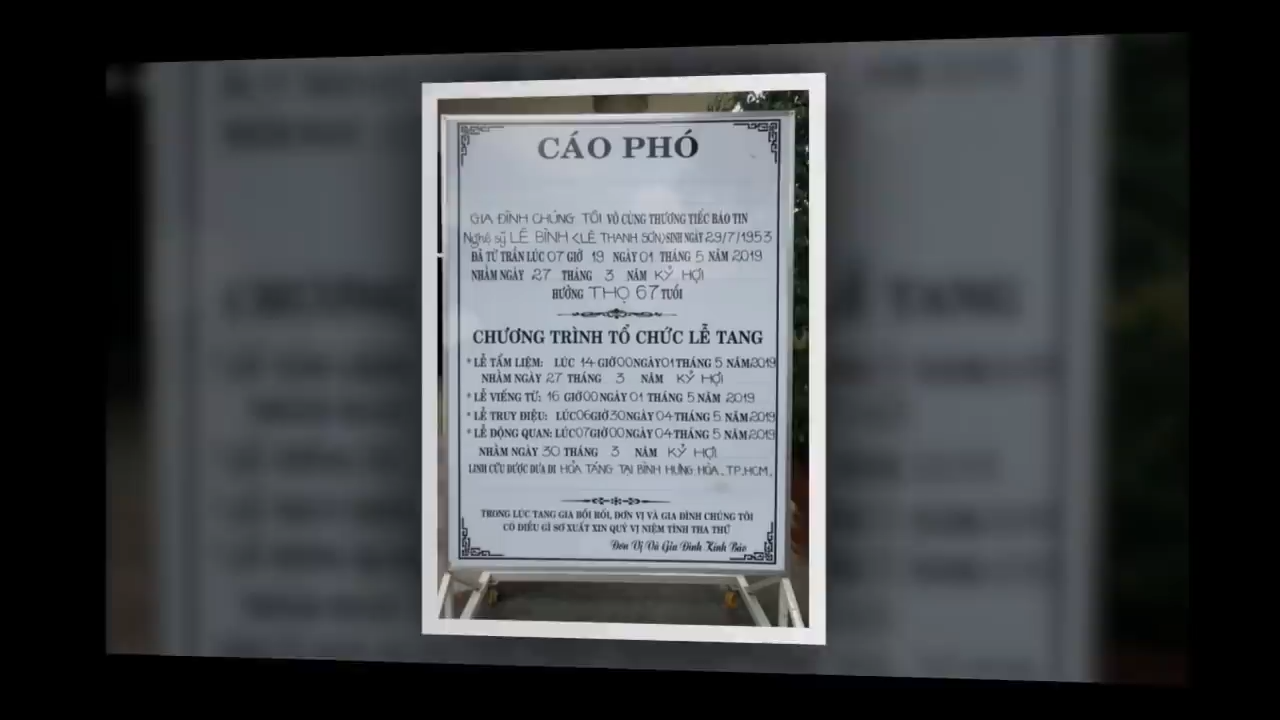 CÁO PHÓ
GIA ĐÌNH CHÚNG TÔI VÔ CÙNG THƯƠNG TIẾC BÁO TIN
Nghệ sỹ LÊ BÌNH <LÊ THANH SƠN> SINH NGÀY 29/7/1953
ĐÃ TỪ TRẦN LÚC 07 GIỜ 19 NGÀY 01 THÁNG 5 NĂM 2019
NHẰM NGÀY 27 THÁNG 3 NĂM KỶ HỢI
HƯỞNG THỌ 67 TUỔI
CHƯƠNG TRÌNH TỔ CHỨC LỄ TANG
* LỄ TẨM LIỆM: LÚC 14 GIỜ 00 NGÀY 01 THÁNG 5 NĂM 2019
NHẰM NGÀY 27 THÁNG 3 NĂM KỶ HỢI
* LỄ VIẾNG TỪ: 16 GIỜ 00 NGÀY 01 THÁNG 5 NĂM 2019
* LỄ TRUY ĐIỆU: LÚC 06 GIỜ 30 NGÀY 04 THÁNG 5 NĂM 2019
* LỄ ĐỘNG QUAN: LÚC 07 GIỜ 00 NGÀY 04 THÁNG 5 NĂM 2019
NHẰM NGÀY 30 THÁNG 3 NĂM KỶ HỢI
LINH CỮU ĐƯỢC ĐƯA ĐI HỎA TÁNG TẠI BÌNH HƯNG HÒA, TP.HCM.
TRONG LÚC TANG GIA BỐI RỐI, ĐƠN VỊ VÀ GIA ĐÌNH CHÚNG TÔI
CÓ ĐIỀU GÌ SƠ XUẤT XIN QUÝ VỊ NIỆM TÌNH THA THỨ
Đơn Vị Và Gia Đình Kính Báo